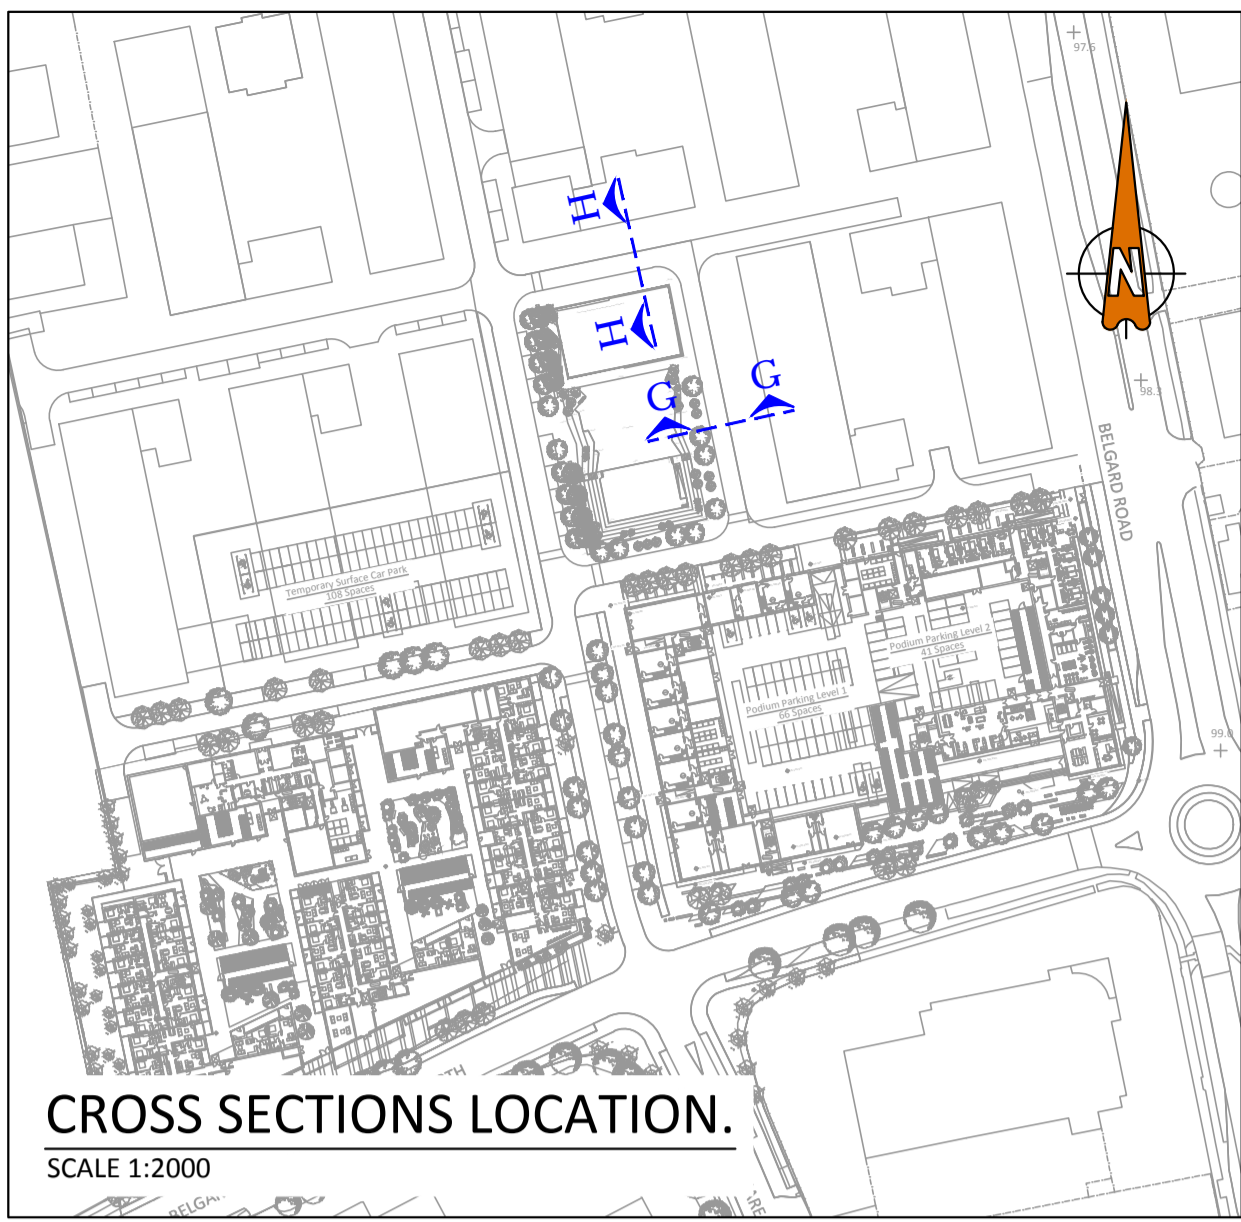 97.6
H
N
H
G
G
98.3
BELGARD ROAD
Temporary Surface Car Park
108 Spaces
Podium Parking Level 2
41 Spaces
Podium Parking Level 1
66 Spaces
99.0
CROSS SECTIONS LOCATION.
SCALE 1:2000